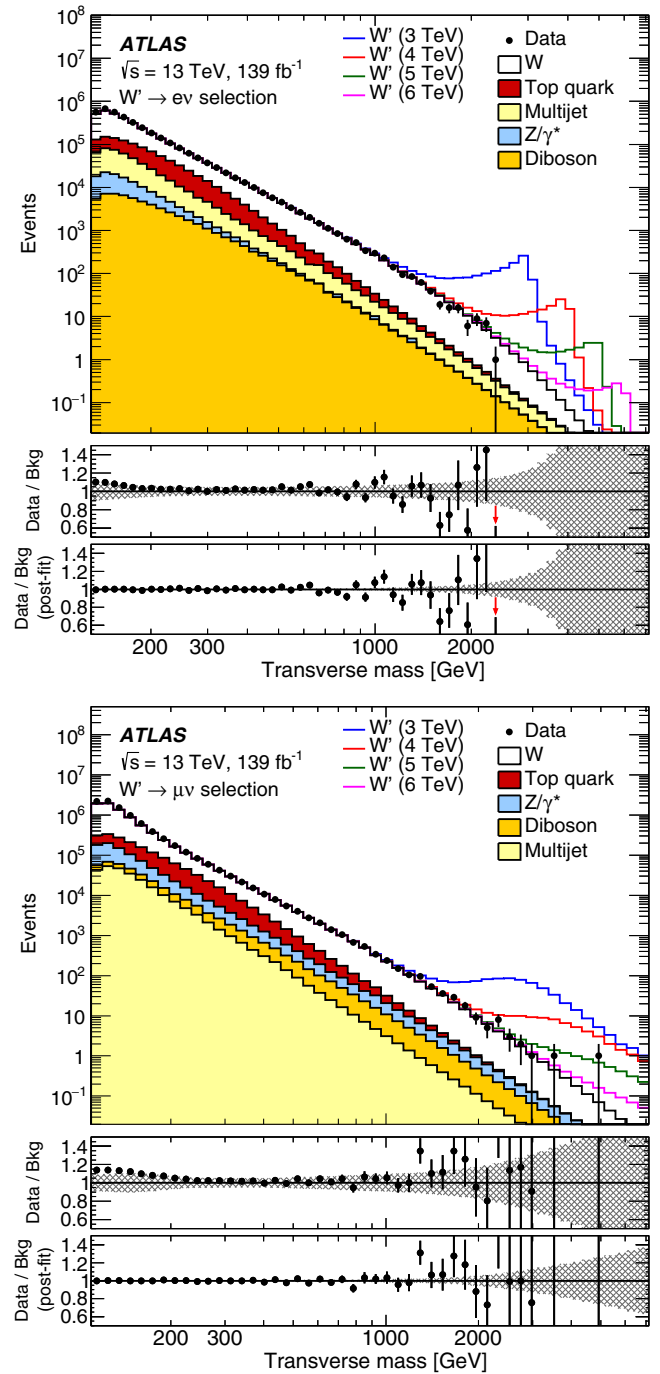 ATLAS
√s = 13 TeV, 139 fb⁻¹
W' → eν selection
W' (3 TeV)
W' (4 TeV)
W' (5 TeV)
W' (6 TeV)
Data
W
Top quark
Multijet
Z/γ*
Diboson
Events
10⁸
10⁷
10⁶
10⁵
10⁴
10³
10²
10
1
10⁻¹
Data / Bkg
1.4
1.2
1
0.8
0.6
Data / Bkg
(post-fit)
1.4
1.2
1
0.8
0.6
200 300 1000 2000
Transverse mass [GeV]
ATLAS
√s = 13 TeV, 139 fb⁻¹
W' → μν selection
W' (3 TeV)
W' (4 TeV)
W' (5 TeV)
W' (6 TeV)
Data
W
Top quark
Z/γ*
Diboson
Multijet
Events
10⁸
10⁷
10⁶
10⁵
10⁴
10³
10²
10
1
10⁻¹
Data / Bkg
1.4
1.2
1
0.8
0.6
Data / Bkg
(post-fit)
1.4
1.2
1
0.8
0.6
200 300 1000 2000
Transverse mass [GeV]